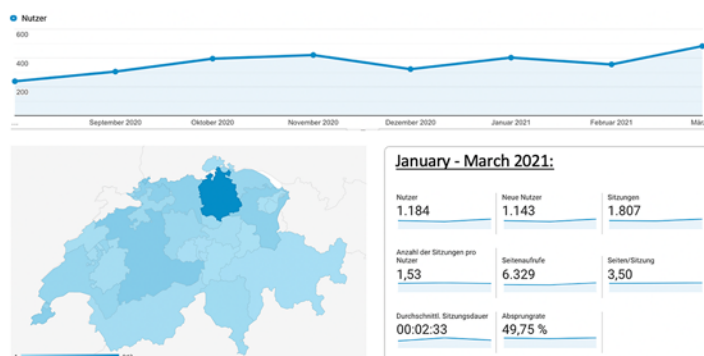 Nutzer
600
400
200
...
September 2020
Oktober 2020
November 2020
Dezember 2020
Januar 2021
Februar 2021
January - March 2021:
Nutzer
1.184
Neue Nutzer
1.143
Sitzungen
1.807
Anzahl der Sitzungen pro
Nutzer
1,53
Seitenaufrufe
6.329
Seiten/Sitzung
3,50
Durchschnittl. Sitzungsdauer
00:02:33
Absprungrate
49,75 %